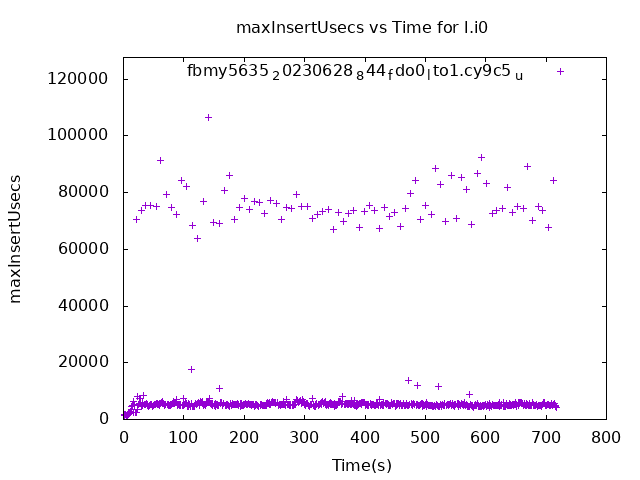 maxInsertUsecs vs Time for I.i0
fbmy5635_20230628_844_fdo0_lto1.cy9c5_u
120000
100000
80000
60000
40000
20000
0
maxInsertUsecs
0 100 200 300 400 500 600 700 800
Time(s)